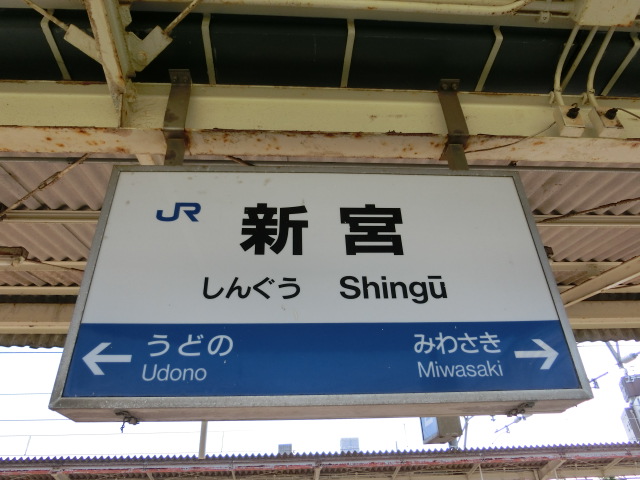 JR 新宮
しんぐう Shingū
← うどの
Udono
みわさき →
Miwasaki